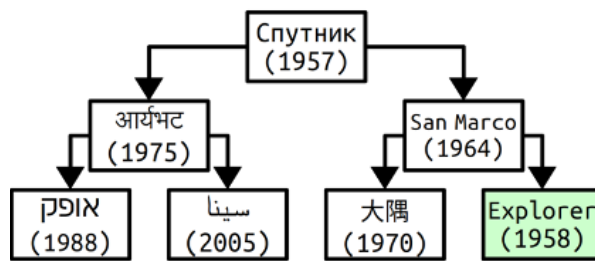 Спутник
(1957)
आर्यभट
(1975)
San Marco
(1964)
אופק
(1988)
سينا
(2005)
大隅
(1970)
Explorer
(1958)